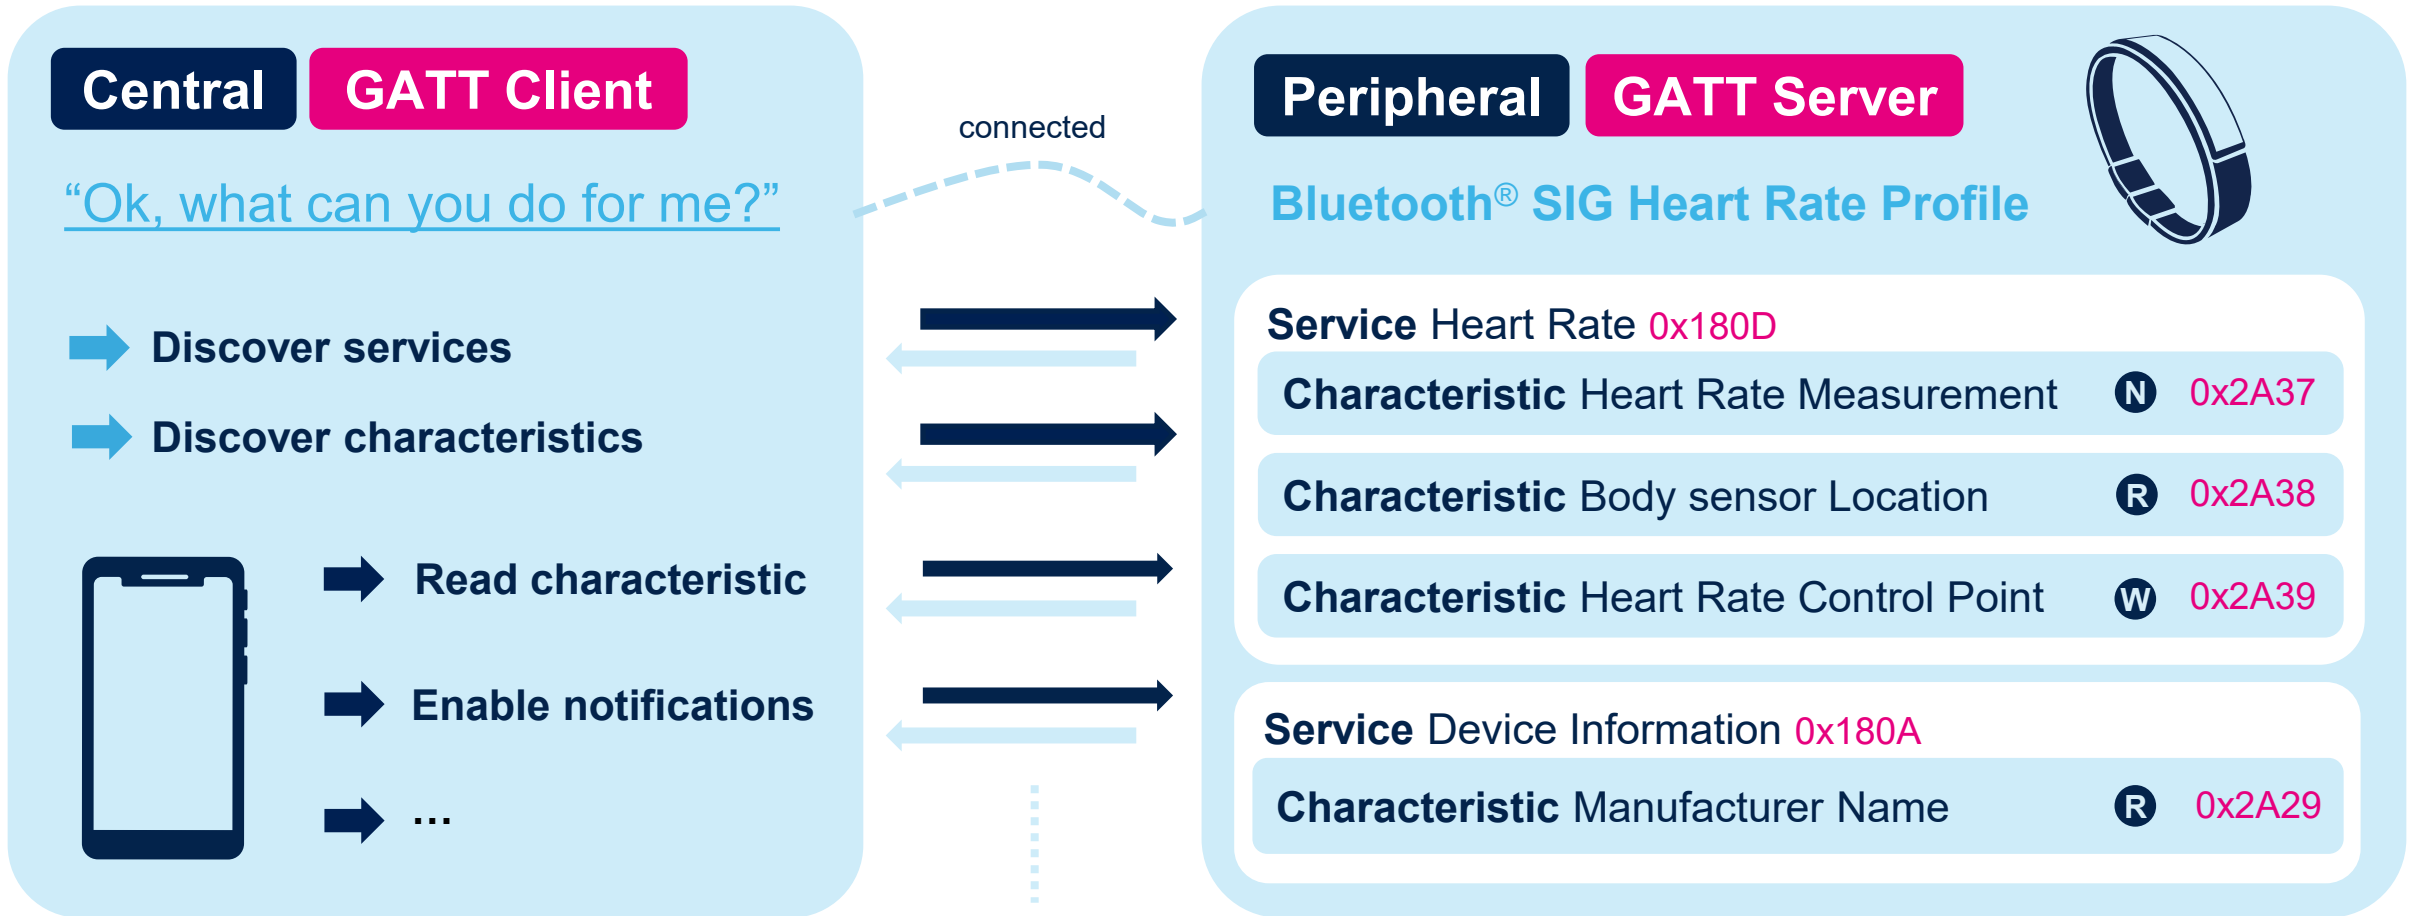 Central GATT Client
“Ok, what can you do for me?”
Discover services
Discover characteristics
Read characteristic
Enable notifications
...
connected
Peripheral GATT Server
Bluetooth® SIG Heart Rate Profile
Service Heart Rate 0x180D
Characteristic Heart Rate Measurement N 0x2A37
Characteristic Body sensor Location R 0x2A38
Characteristic Heart Rate Control Point W 0x2A39
Service Device Information 0x180A
Characteristic Manufacturer Name R 0x2A29